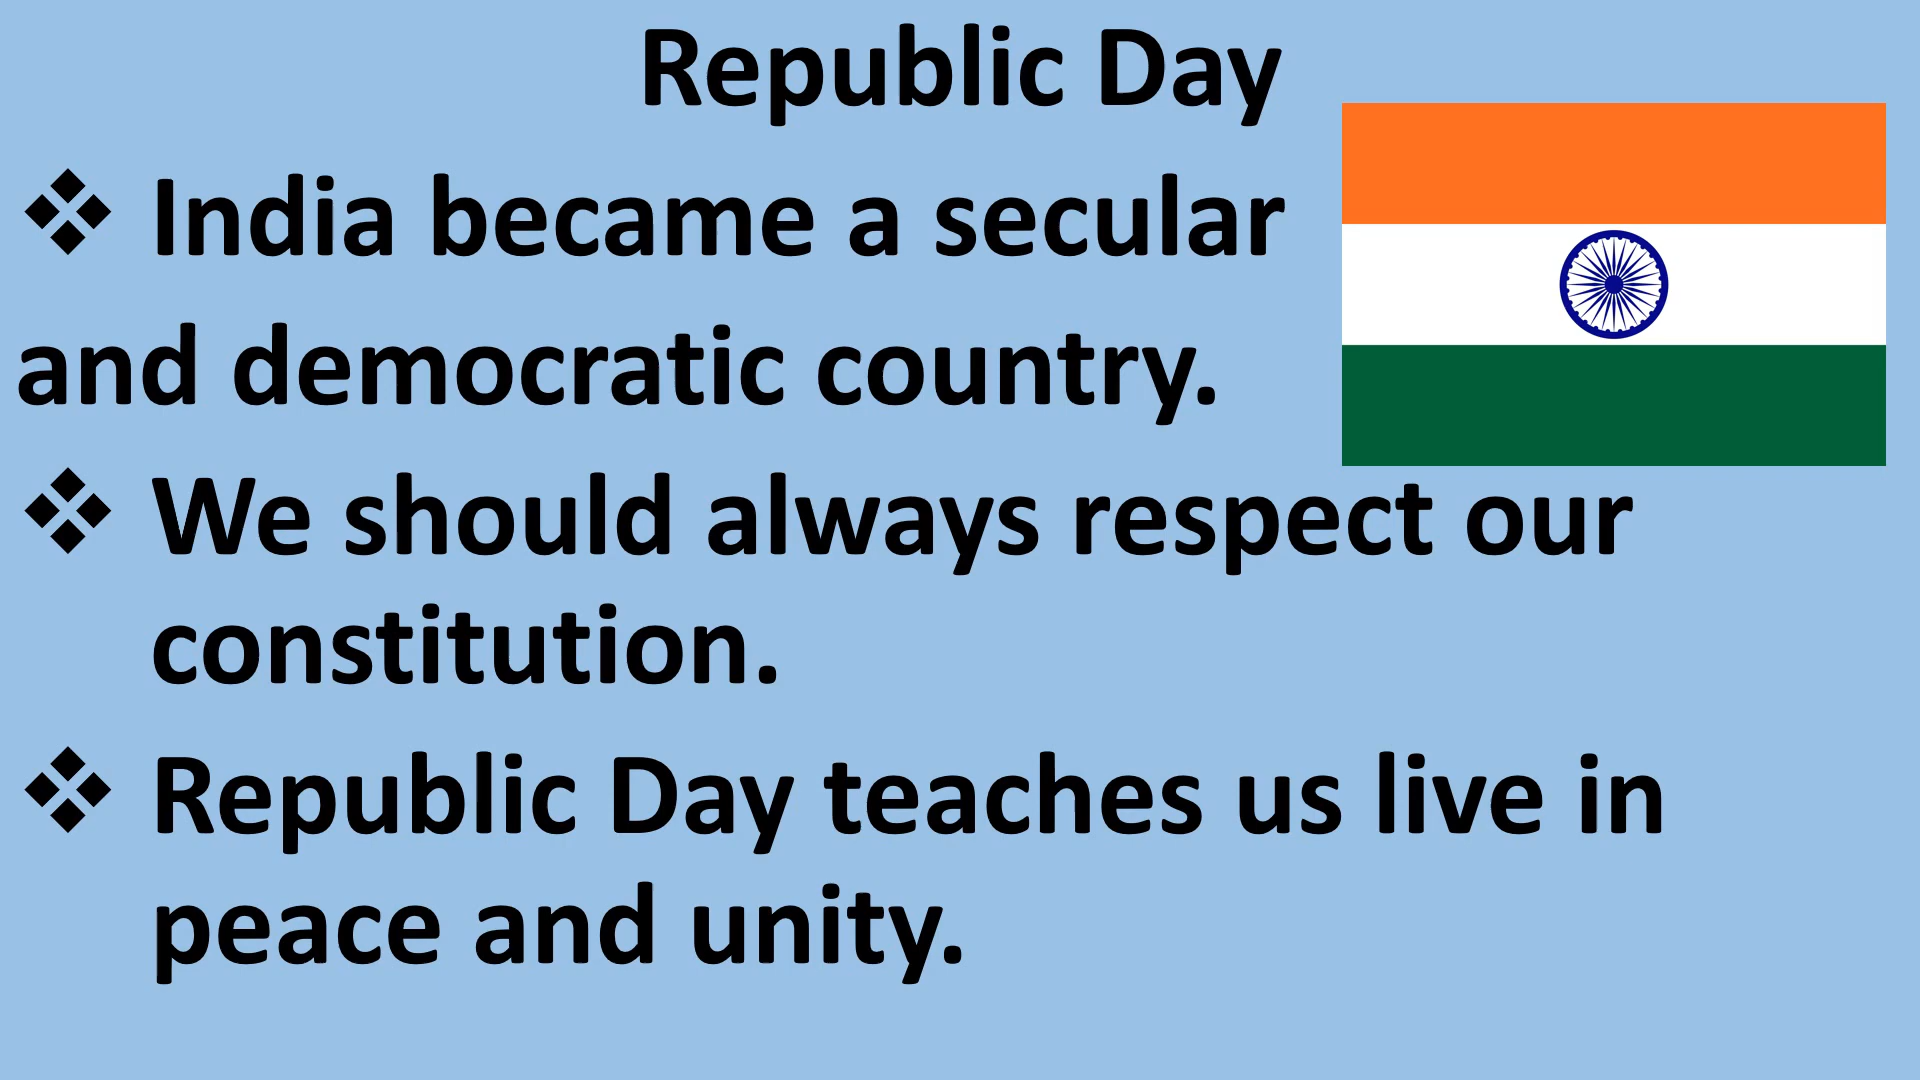 Republic Day
❖ India became a secular
and democratic country.
❖ We should always respect our
constitution.
❖ Republic Day teaches us live in
peace and unity.